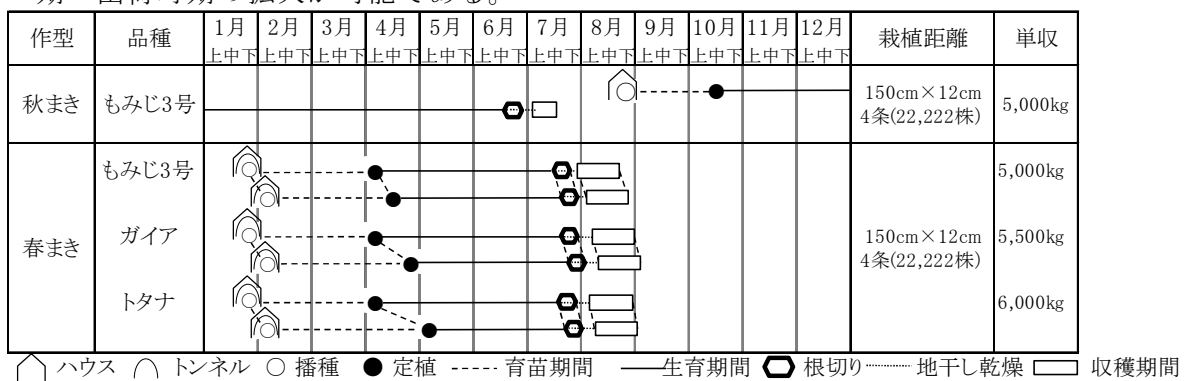 作型 品種 1月 2月 3月 4月 5月 6月 7月 8月 9月 10月 11月 12月 栽植距離 単収
上中下 上中下 上中下 上中下 上中下 上中下 上中下 上中下 上中下 上中下 上中下 上中下
秋まき もみじ3号 150cm×12cm 5,000kg
4条(22,222株)
もみじ3号 5,000kg
春まき ガイア 150cm×12cm 5,500kg
4条(22,222株)
トタナ 6,000kg
ハウス トンネル 播種 定植 育苗期間 生育期間 根切り 地干し乾燥 収穫期間